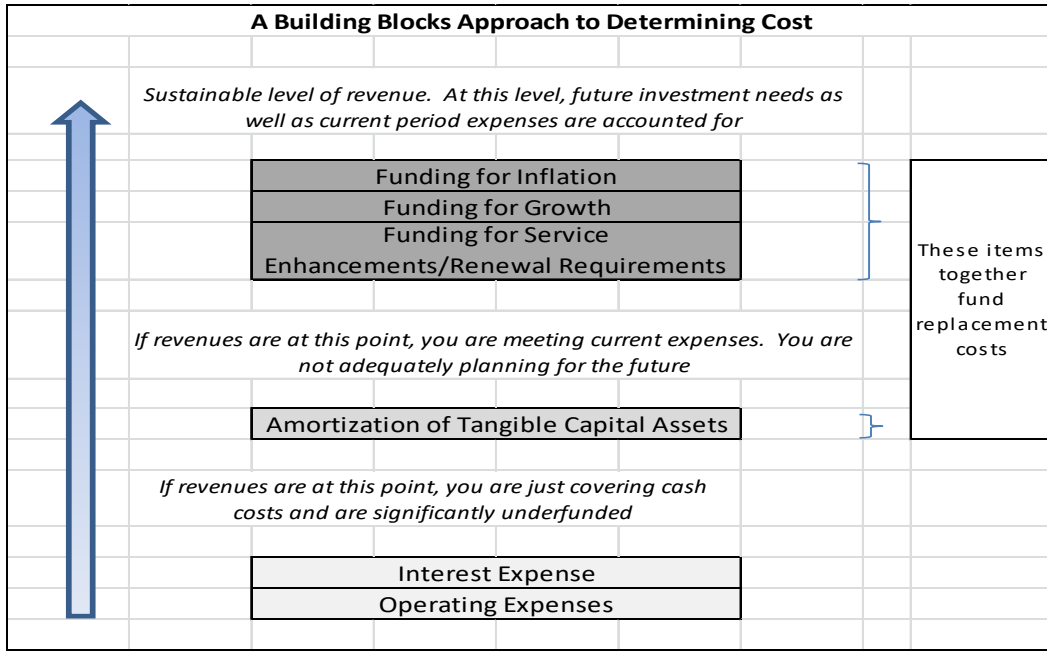 A Building Blocks Approach to Determining Cost
Sustainable level of revenue. At this level, future investment needs as
well as current period expenses are accounted for
Funding for Inflation
Funding for Growth
Funding for Service
Enhancements/Renewal Requirements
These items
together
fund
replacement
costs
If revenues are at this point, you are meeting current expenses. You are
not adequately planning for the future
Amortization of Tangible Capital Assets
If revenues are at this point, you are just covering cash
costs and are significantly underfunded
Interest Expense
Operating Expenses